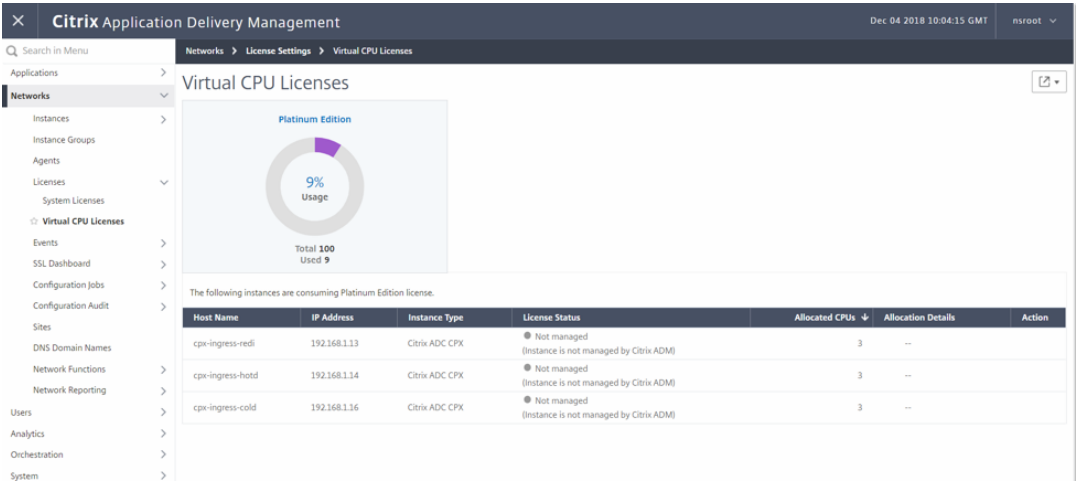 Citrix Application Delivery Management
Dec 04 2018 10:04:15 GMT
nsroot
Search in Menu
Networks > License Settings > Virtual CPU Licenses
Applications
Networks
Instances
Instance Groups
Agents
Licenses
System Licenses
Virtual CPU Licenses
Events
SSL Dashboard
Configuration Jobs
Configuration Audit
Sites
DNS Domain Names
Network Functions
Network Reporting
Users
Analytics
Orchestration
System
Virtual CPU Licenses
Platinum Edition
9%
Usage
Total 100
Used 9
The following instances are consuming Platinum Edition license.
Host Name IP Address Instance Type License Status Allocated CPUs Allocation Details Action
cpx-ingress-redi 192.168.1.13 Citrix ADC CPX Not managed 3 --
(Instance is not managed by Citrix ADM)
cpx-ingress-hotd 192.168.1.14 Citrix ADC CPX Not managed 3 --
(Instance is not managed by Citrix ADM)
cpx-ingress-cold 192.168.1.16 Citrix ADC CPX Not managed 3 --
(Instance is not managed by Citrix ADM)